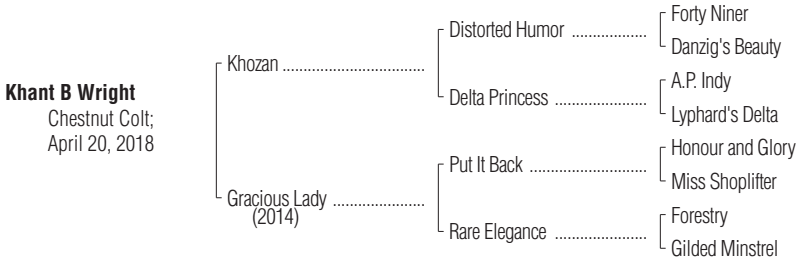 Khant B Wright
Chestnut Colt;
April 20, 2018
Khozan ................................
Gracious Lady .....................
(2014)
Distorted Humor .................
Delta Princess .....................
Put It Back ...........................
Rare Elegance .....................
Forty Niner
Danzig's Beauty
A.P. Indy
Lyphard's Delta
Honour and Glory
Miss Shoplifter
Forestry
Gilded Minstrel